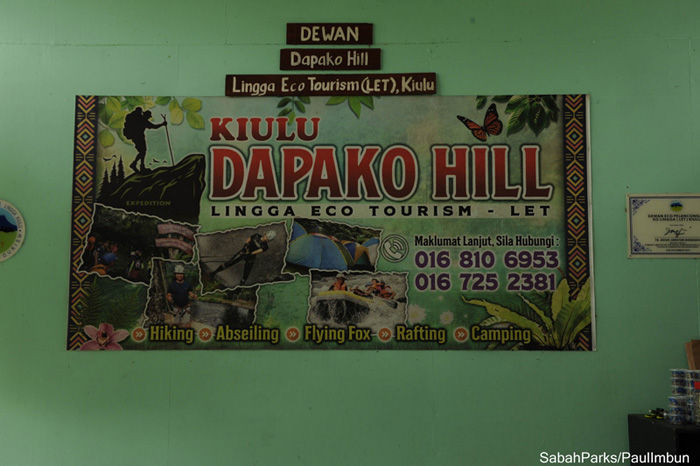 DEWAN
Dapako Hill
Lingga Eco Tourism (LET), Kiulu
KIULU
DAPAKO HILL
LINGGA ECO TOURISM - LET
EXPEDITION
Maklumat Lanjut, Sila Hubungi :
016 810 6953
016 725 2381
Hiking
Abseiling
Flying Fox
Rafting
Camping
SabahParks/PaulImbun